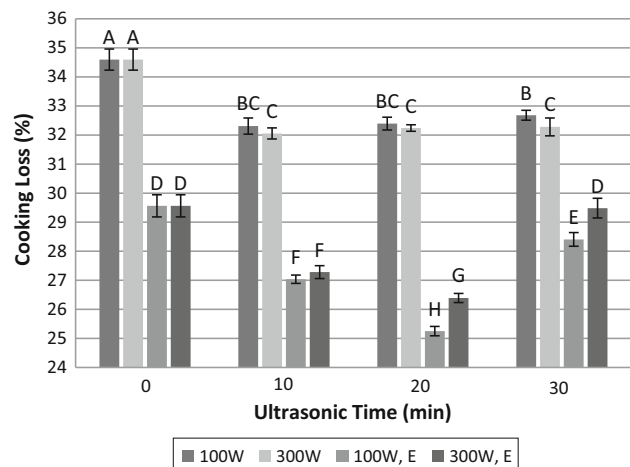 36
35
34
33
32
31
30
29
28
27
26
25
24
Cooking Loss (%)
A A D D
BC C F F
BC C H G
B C E D
0 10 20 30
Ultrasonic Time (min)
100W 300W 100W, E 300W, E